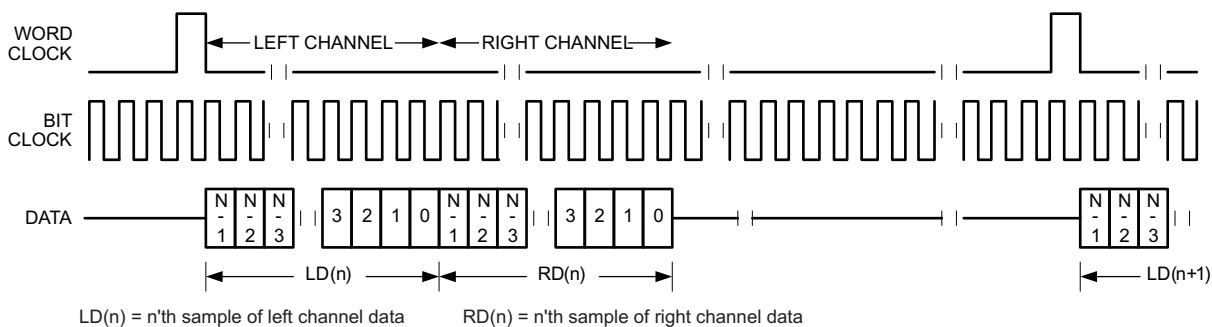 WORD
CLOCK
LEFT CHANNEL
RIGHT CHANNEL
BIT
CLOCK
DATA
N-1 N-2 N-3 3 2 1 0 N-1 N-2 N-3 3 2 1 0 N-1 N-2 N-3
LD(n) RD(n) LD(n+1)
LD(n) = n'th sample of left channel data RD(n) = n'th sample of right channel data